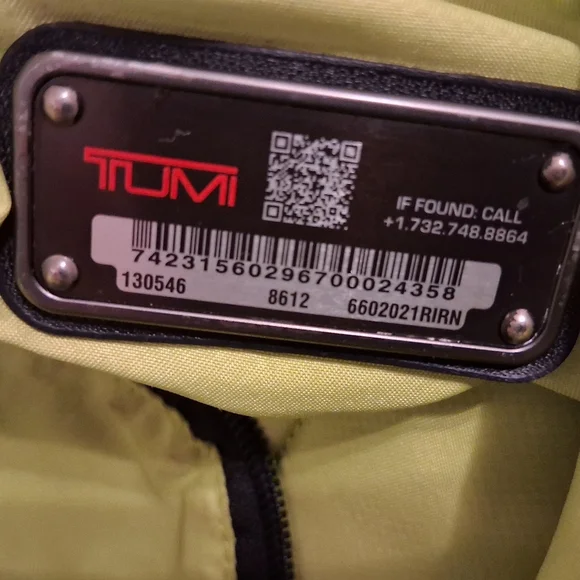 TUMI
IF FOUND: CALL
+1.732.748.8864
74231560296700024358
130546 8612 6602021RIRN